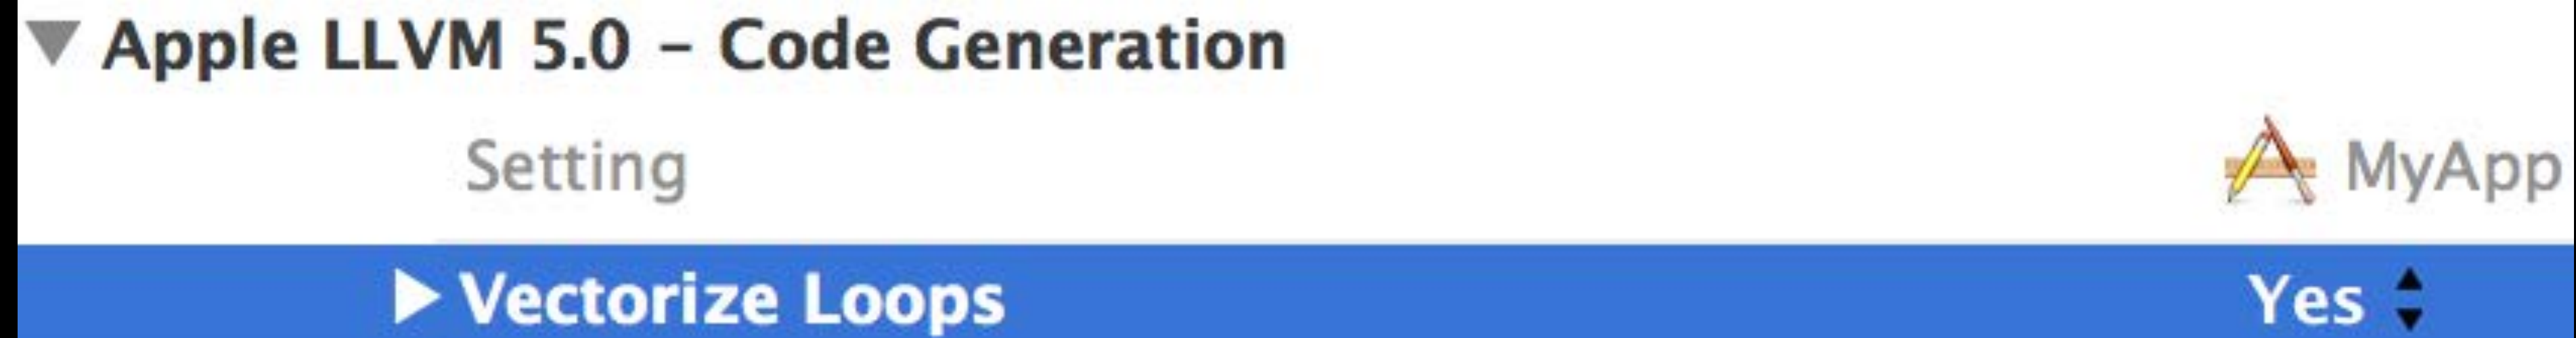 Apple LLVM 5.0 – Code Generation
Setting MyApp
Vectorize Loops Yes